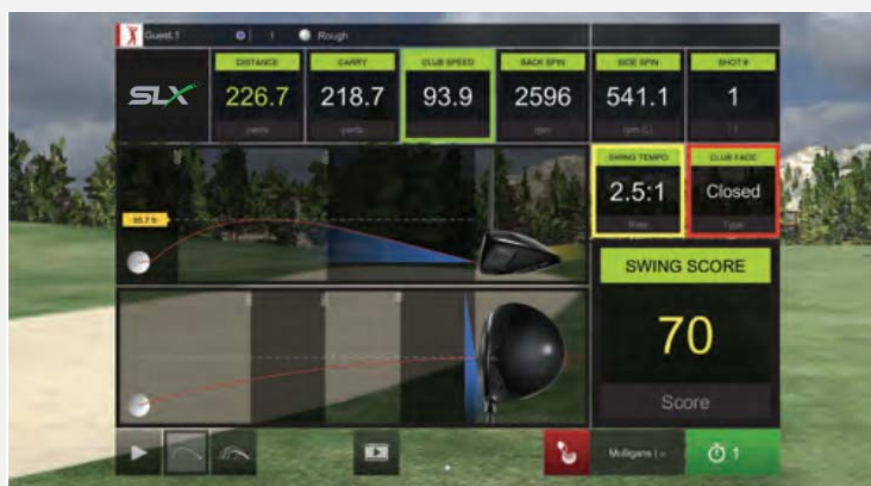 Guest.1 1 Rough
SLX
DISTANCE CARRY CLUB SPEED BACK SPIN SIDE SPIN SHOT #
226.7 218.7 93.9 2596 541.1 1
yards yards rpm rpm (L) / 1
SWING TEMPO CLUB FACE
2.5:1 Closed
Type
SWING SCORE
70
Score
Mulligans 1